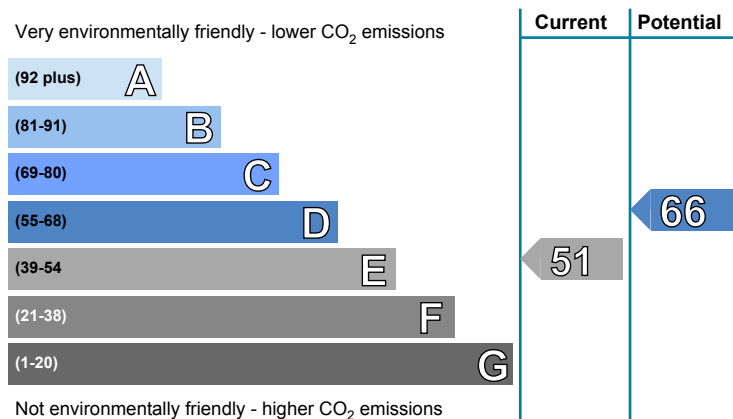 Current Potential
Very environmentally friendly - lower CO2 emissions
(92 plus) A
(81-91) B
(69-80) C
(55-68) D
66
(39-54 E
51
(21-38) F
(1-20) G
Not environmentally friendly - higher CO2 emissions